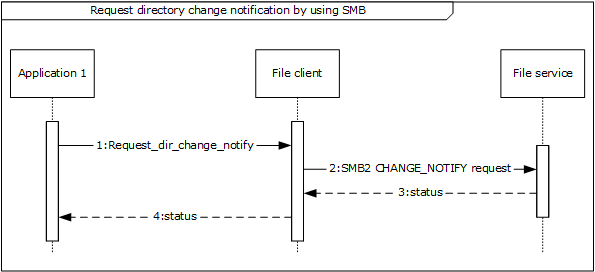 Request directory change notification by using SMB
Application 1
File client
File service
1:Request_dir_change_notify
2:SMB2 CHANGE_NOTIFY request
3:status
4:status